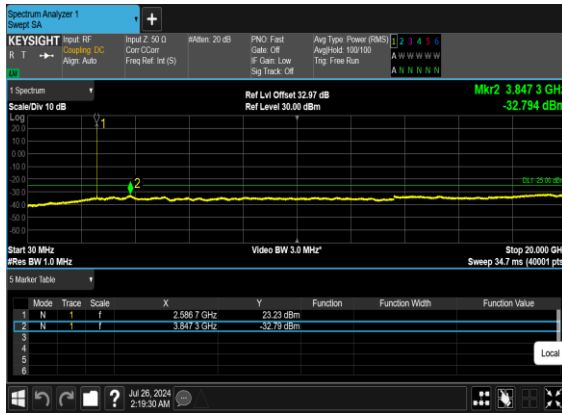 Spectrum Analyzer 1
Swept SA
+
KEYSIGHT Input: RF Input Z: 50 Ω #Atten: 20 dB PNO: Fast Avg Type: Power (RMS) 1 2 3 4 5 6
R T Coupling: DC Corr CCorr Gate: Off Avg|Hold: 100/100 A W W W W W
Align: Auto Freq Ref: Int (S) IF Gain: Low Trig: Free Run
Sig Track: Off A N N N N N
1 Spectrum
Ref Lvl Offset 32.97 dB Mkr2 3.847 3 GHz
Scale/Div 10 dB Ref Level 30.00 dBm -32.794 dBm
Log
20.0
10.0
0.00
-10.0
-20.0
-30.0
-40.0
-50.0
-60.0
1
2
DL1 -25.00 dBm
Start 30 MHz Video BW 3.0 MHz* Stop 20.000 GH
#Res BW 1.0 MHz Sweep 34.7 ms (40001 pts
5 Marker Table
Mode Trace Scale X Y Function Function Width Function Value
1 N 1 f 2.586 7 GHz 23.23 dBm
2 N 1 f 3.847 3 GHz -32.79 dBm
3
4
5
6
Local
? Jul 26, 2024
2:19:30 AM